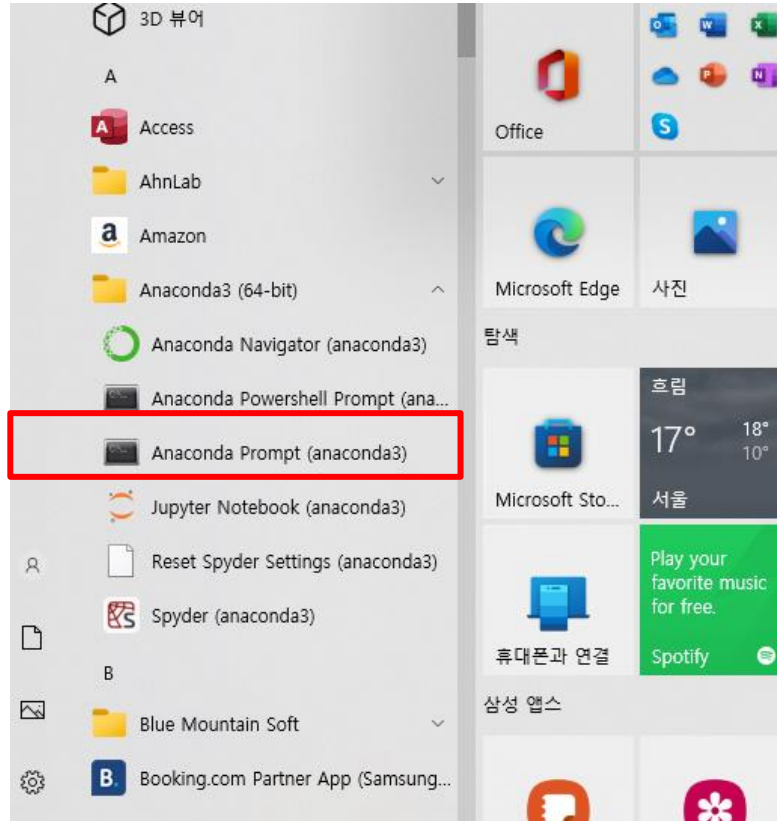 3D 뷰어
A
Access
AhnLab
Amazon
Anaconda3 (64-bit)
Anaconda Navigator (anaconda3)
Anaconda Powershell Prompt (ana...
Anaconda Prompt (anaconda3)
Jupyter Notebook (anaconda3)
Reset Spyder Settings (anaconda3)
Spyder (anaconda3)
B
Blue Mountain Soft
Booking.com Partner App (Samsung...
Office
Microsoft Edge
사진
탐색
Microsoft Sto...
흐림
17°
18°
10°
서울
휴대폰과 연결
Play your
favorite music
for free.
Spotify
삼성 앱스